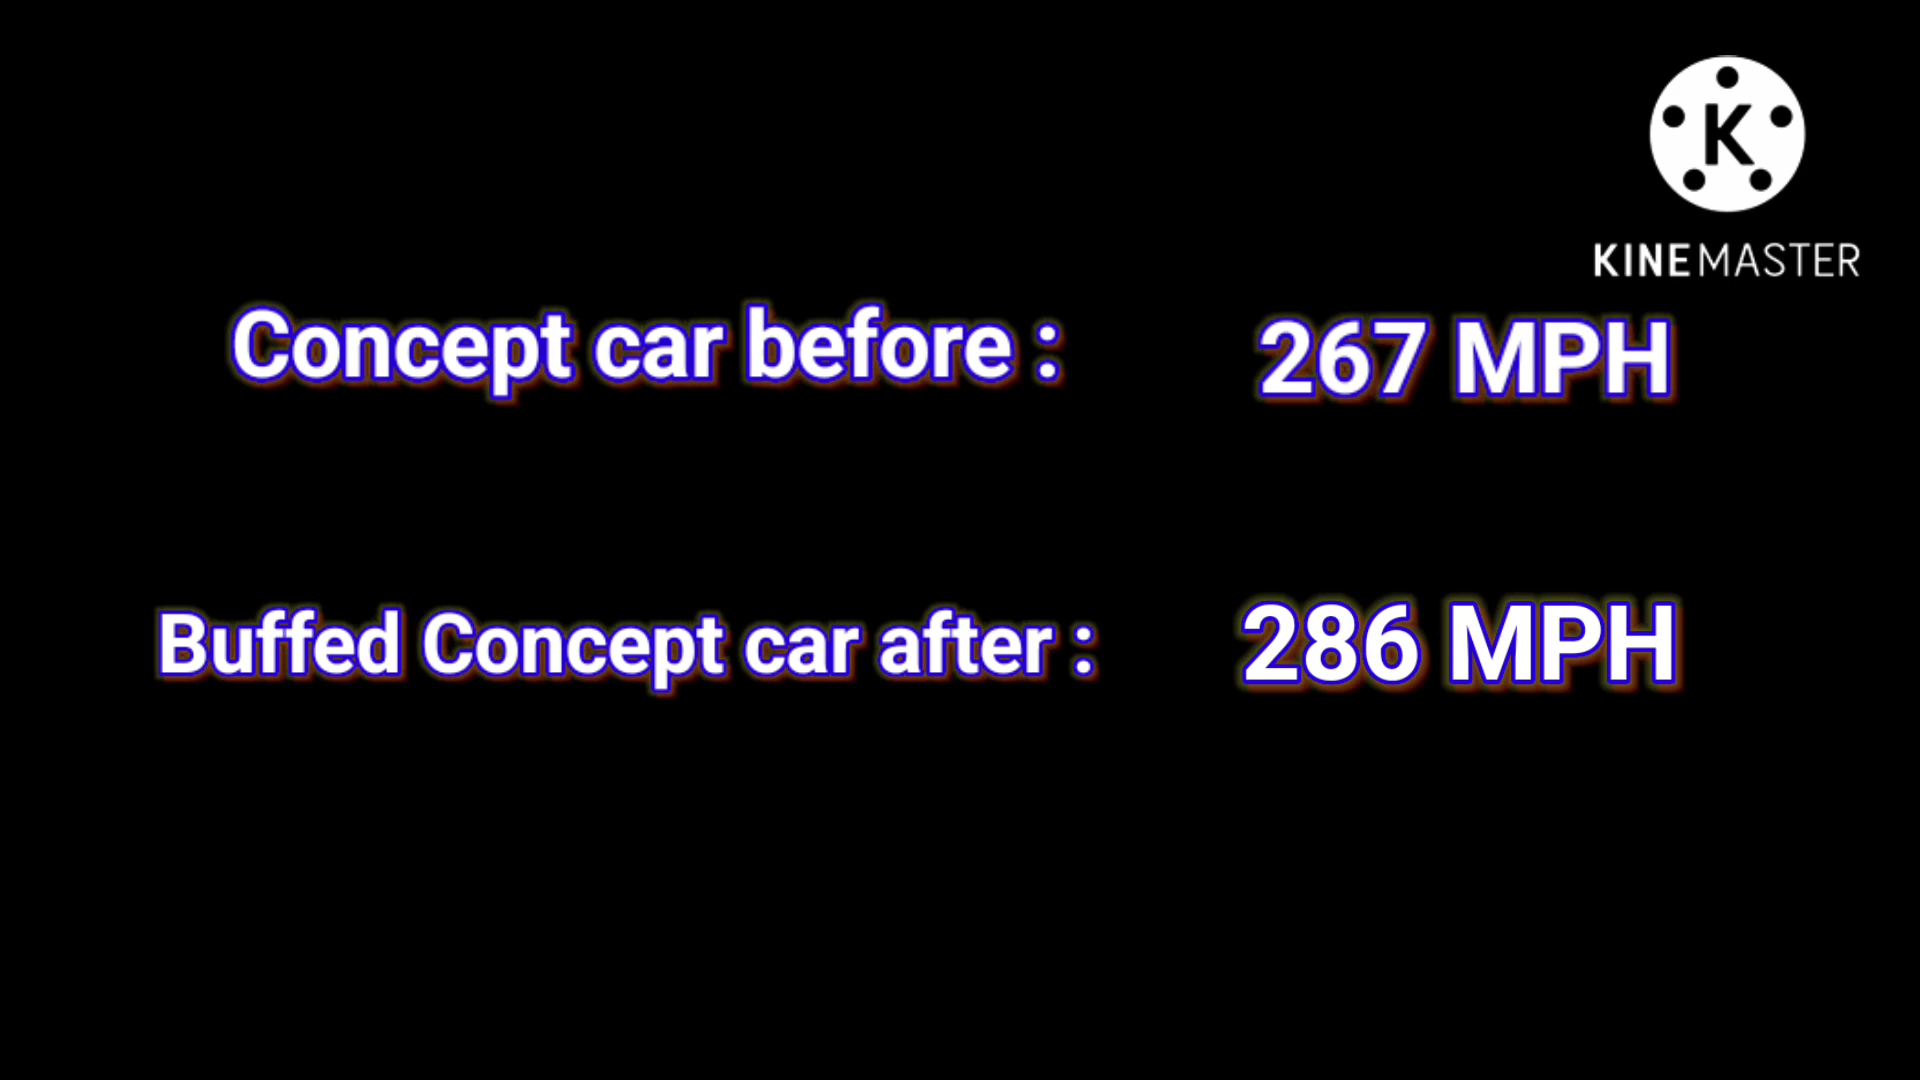 K
KINEMASTER
Concept car before : 267 MPH
Buffed Concept car after : 286 MPH